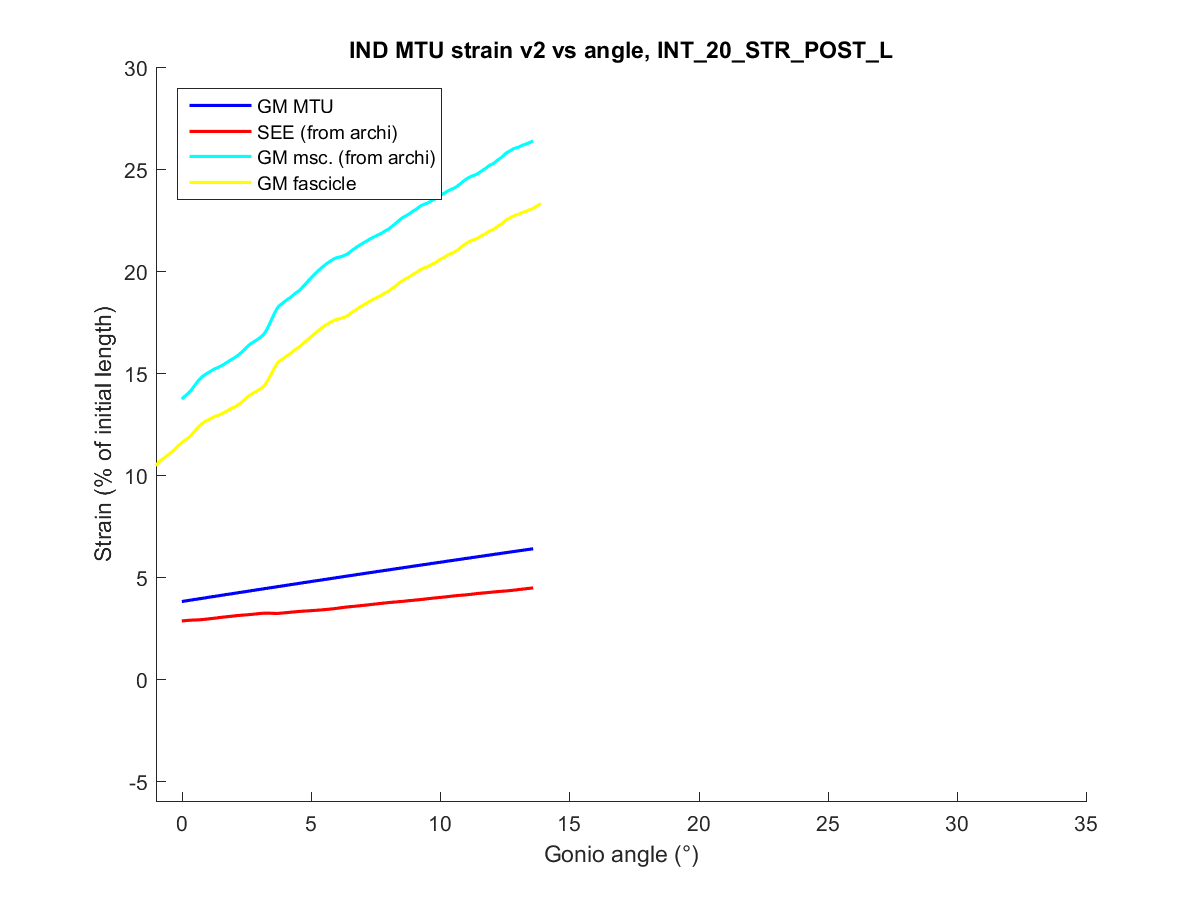 IND MTU strain v2 vs angle, INT_20_STR_POST_L
30
GM MTU
SEE (from archi)
GM msc. (from archi)
GM fascicle
25
20
15
10
5
0
-5
Strain (% of initial length)
0 5 10 15 20 25 30 35
Gonio angle (°)